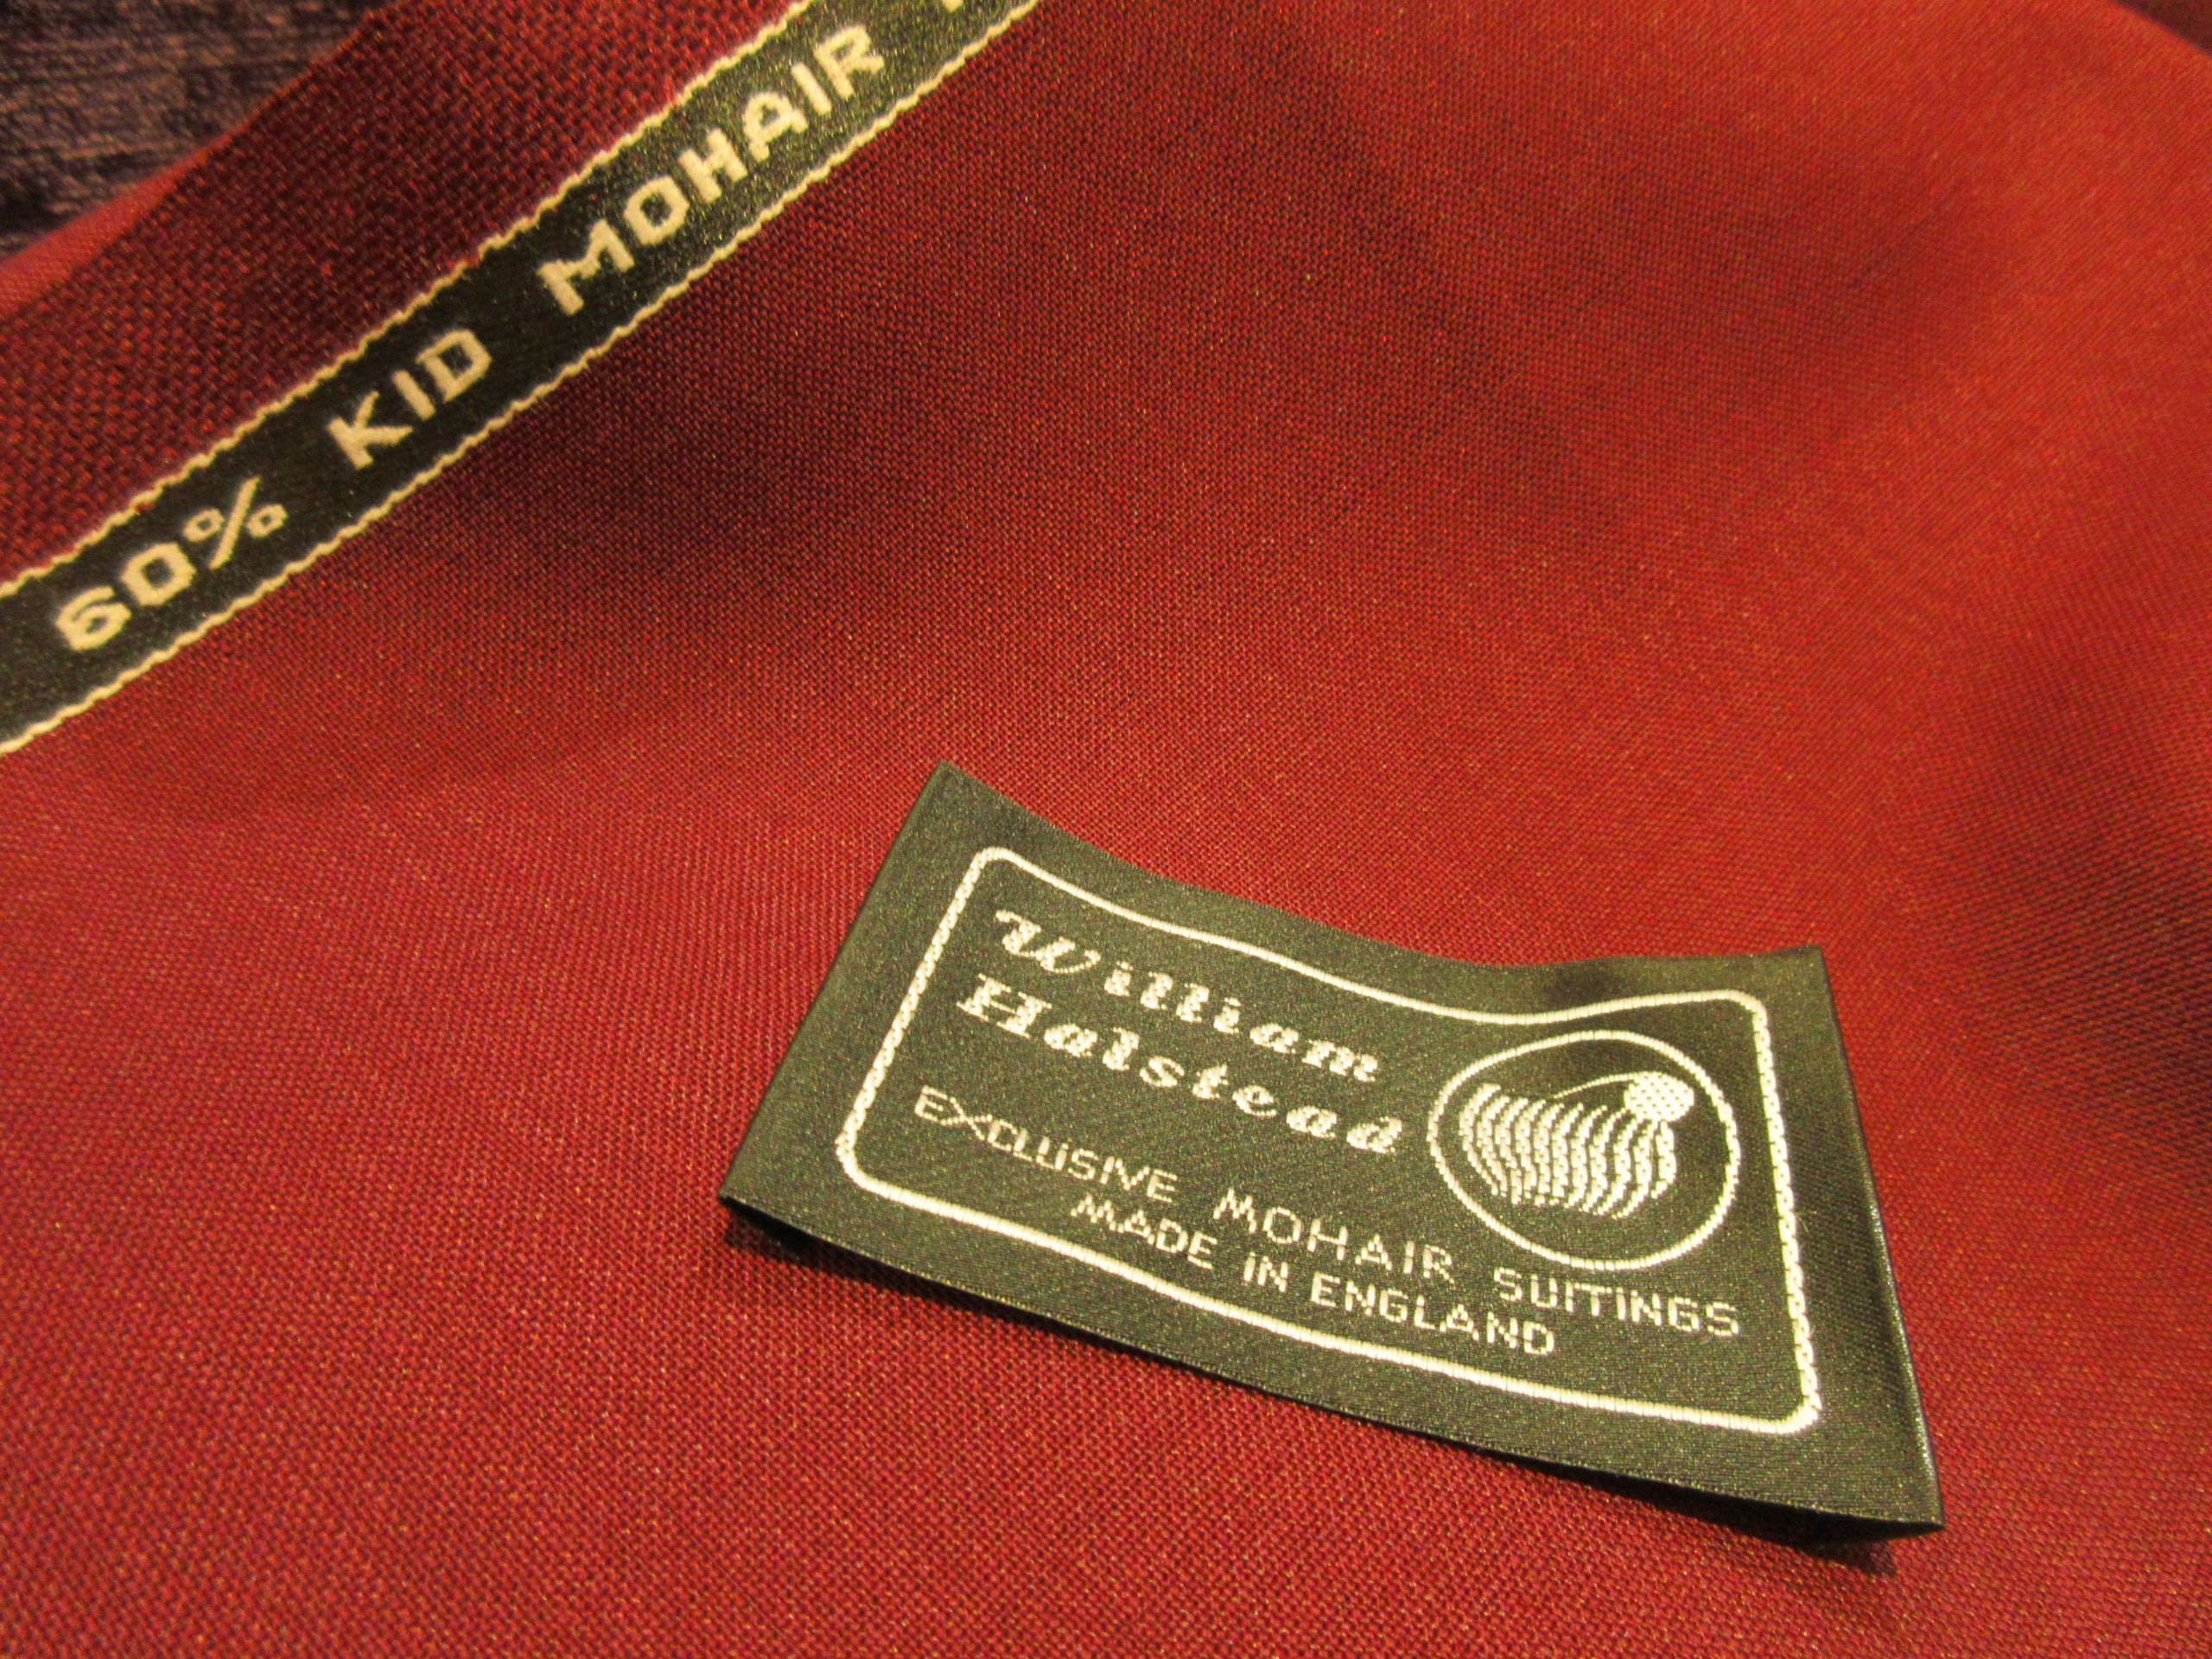 60% KID MOHAIR
William
Halstead
EXCLUSIVE MOHAIR SUITINGS
MADE IN ENGLAND